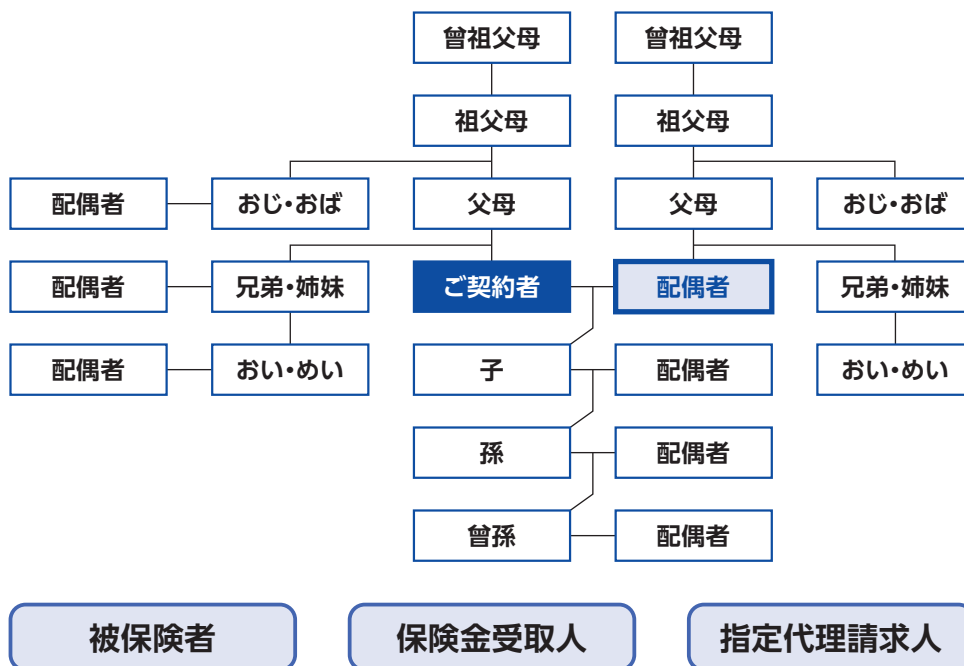 曾祖父母
曾祖父母
祖父母
祖父母
配偶者
おじ・おば
父母
父母
おじ・おば
配偶者
兄弟・姉妹
ご契約者
配偶者
兄弟・姉妹
配偶者
おい・めい
子
配偶者
おい・めい
孫
配偶者
曾孫
配偶者
被保険者
保険金受取人
指定代理請求人